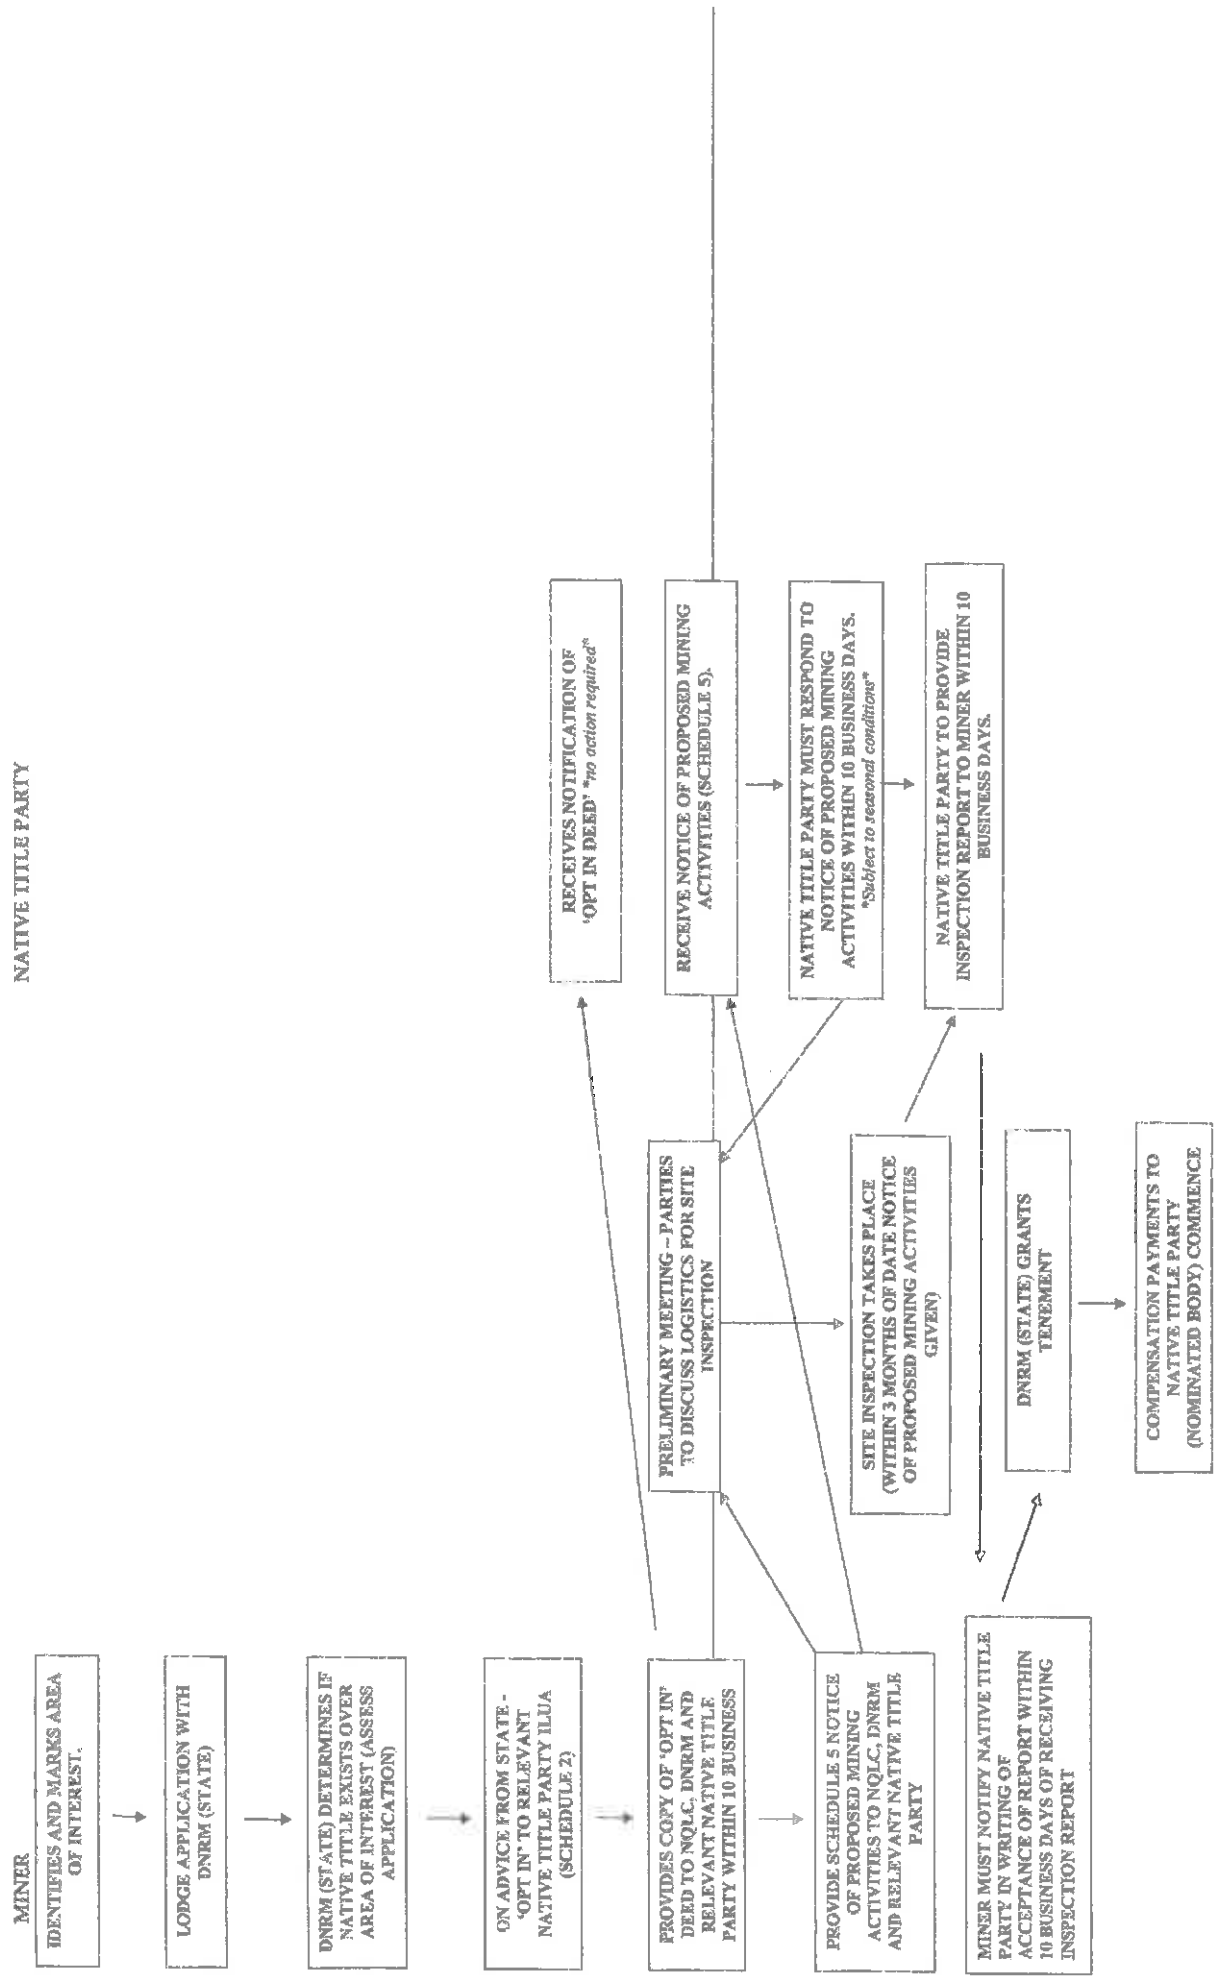 MINER
IDENTIFIES AND MARKS AREA
OF INTEREST.
LODGE APPLICATION WITH
DNRM (STATE)
DNRM (STATE) DETERMINES IF
NATIVE TITLE EXISTS OVER
AREA OF INTEREST (ASSESS
APPLICATION)
ON ADVICE FROM STATE -
'OPT IN' TO RELEVANT
NATIVE TITLE PARTY ILUA
(SCHEDULE 2)
PROVIDES COPY OF 'OPT IN'
DEED TO NQLC, DNRM AND
RELEVANT NATIVE TITLE
PARTY WITHIN 10 BUSINESS
PROVIDE SCHEDULE 5 NOTICE
OF PROPOSED MINING
ACTIVITIES TO NQLC, DNRM
AND RELEVANT NATIVE TITLE
PARTY
MINER MUST NOTIFY NATIVE TITLE
PARTY IN WRITING OF
ACCEPTANCE OF REPORT WITHIN
10 BUSINESS DAYS OF RECEIVING
INSPECTION REPORT
PRELIMINARY MEETING – PARTIES
TO DISCUSS LOGISTICS FOR SITE
INSPECTION
SITE INSPECTION TAKES PLACE
(WITHIN 3 MONTHS OF DATE NOTICE
OF PROPOSED MINING ACTIVITIES
GIVEN)
DNRM (STATE) GRANTS
TENEMENT
COMPENSATION PAYMENTS TO
NATIVE TITLE PARTY
(NOMINATED BODY) COMMENCE
NATIVE TITLE PARTY
RECEIVES NOTIFICATION OF
'OPT IN DEED' *no action required*
RECEIVE NOTICE OF PROPOSED MINING
ACTIVITIES (SCHEDULE 5).
NATIVE TITLE PARTY MUST RESPOND TO
NOTICE OF PROPOSED MINING
ACTIVITIES WITHIN 10 BUSINESS DAYS.
*Subject to seasonal conditions*
NATIVE TITLE PARTY TO PROVIDE
INSPECTION REPORT TO MINER WITHIN 10
BUSINESS DAYS.